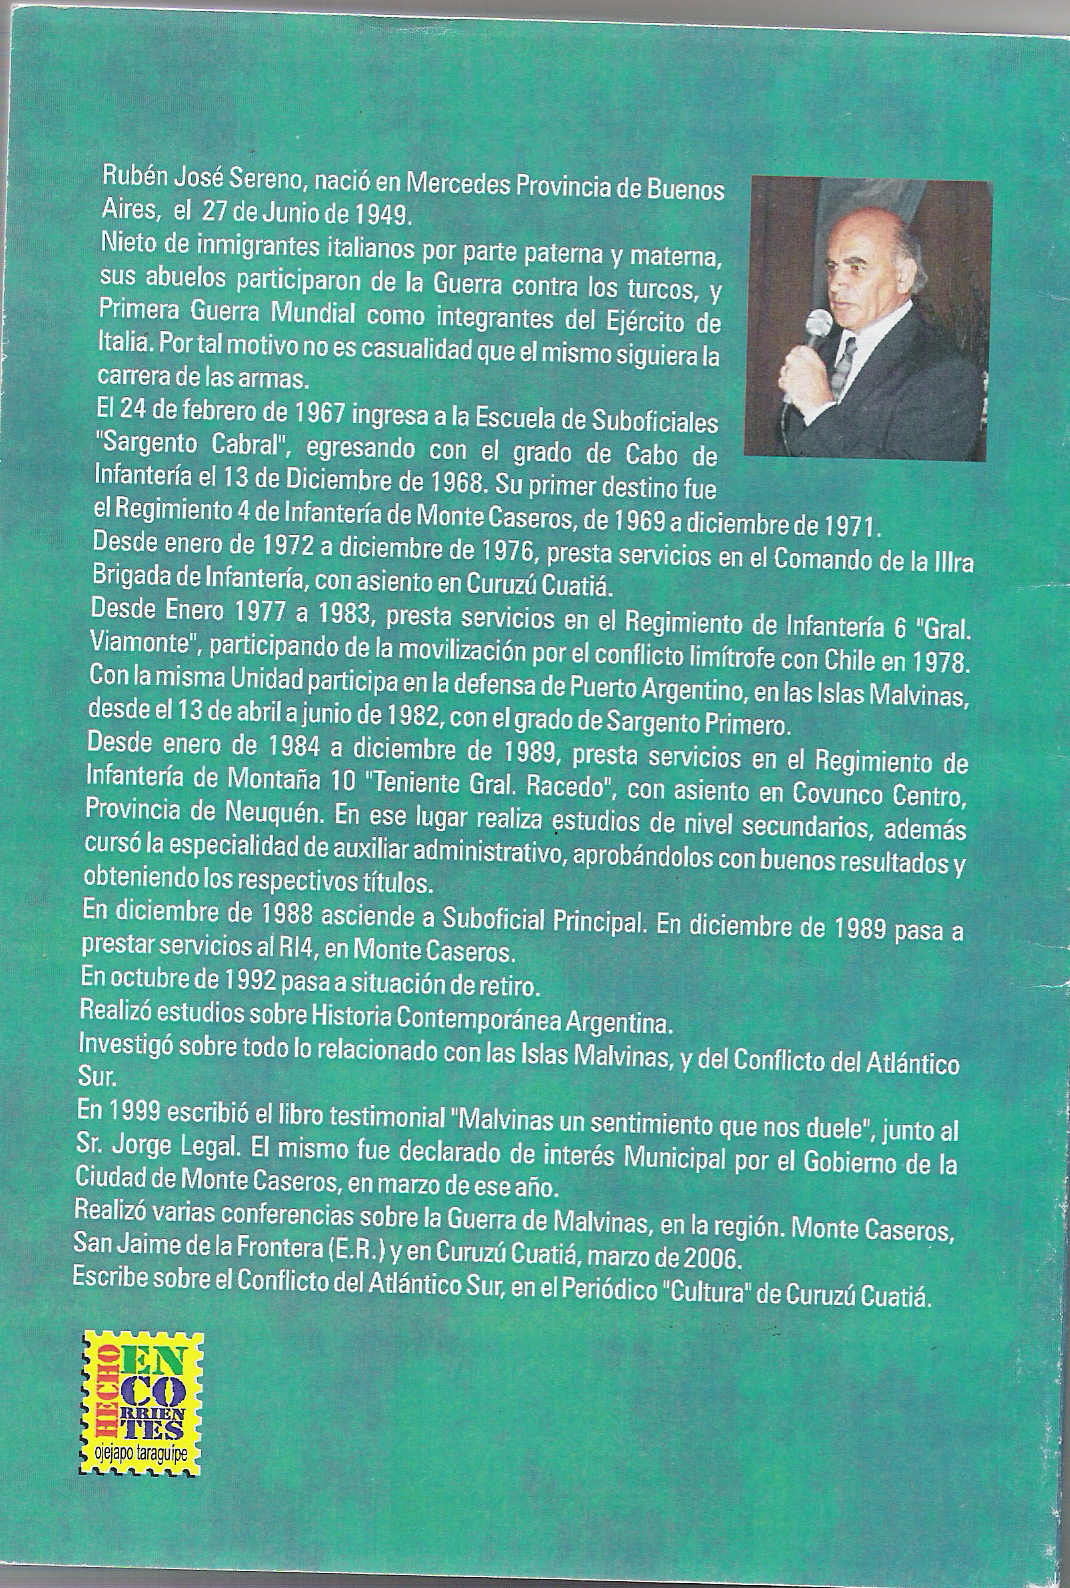 Rubén José Sereno, nació en Mercedes Provincia de Buenos
Aires, el 27 de Junio de 1949.
Nieto de inmigrantes italianos por parte paterna y materna,
sus abuelos participaron de la Guerra contra los turcos, y
Primera Guerra Mundial como integrantes del Ejército de
Italia. Por tal motivo no es casualidad que el mismo siguiera la
carrera de las armas.
El 24 de febrero de 1967 ingresa a la Escuela de Suboficiales
"Sargento Cabral", egresando con el grado de Cabo de
Infantería el 13 de Diciembre de 1968. Su primer destino fue
el Regimiento 4 de Infantería de Monte Caseros, de 1969 a diciembre de 1971.
Desde enero de 1972 a diciembre de 1976, presta servicios en el Comando de la IIIra
Brigada de Infantería, con asiento en Curuzú Cuatiá.
Desde Enero 1977 a 1983, presta servicios en el Regimiento de Infantería 6 "Gral.
Viamonte", participando de la movilización por el conflicto limítrofe con Chile en 1978.
Con la misma Unidad participa en la defensa de Puerto Argentino, en las Islas Malvinas,
desde el 13 de abril a junio de 1982, con el grado de Sargento Primero.
Desde enero de 1984 a diciembre de 1989, presta servicios en el Regimiento de
Infantería de Montaña 10 "Teniente Gral. Racedo", con asiento en Covunco Centro,
Provincia de Neuquén. En ese lugar realiza estudios de nivel secundarios, además
cursó la especialidad de auxiliar administrativo, aprobándolos con buenos resultados y
obteniendo los respectivos títulos.
En diciembre de 1988 asciende a Suboficial Principal. En diciembre de 1989 pasa a
prestar servicios al RI4, en Monte Caseros.
En octubre de 1992 pasa a situación de retiro.
Realizó estudios sobre Historia Contemporánea Argentina.
Investigó sobre todo lo relacionado con las Islas Malvinas, y del Conflicto del Atlántico
Sur.
En 1999 escribió el libro testimonial "Malvinas un sentimiento que nos duele", junto al
Sr. Jorge Legal. El mismo fue declarado de interés Municipal por el Gobierno de la
Ciudad de Monte Caseros, en marzo de ese año.
Realizó varias conferencias sobre la Guerra de Malvinas, en la región. Monte Caseros,
San Jaime de la Frontera (E.R.) y en Curuzú Cuatiá, marzo de 2006.
Escribe sobre el Conflicto del Atlántico Sur, en el Periódico "Cultura" de Curuzú Cuatiá.
HECHO
EN
CO
RRIEN
TES
ojejapo taraguipe